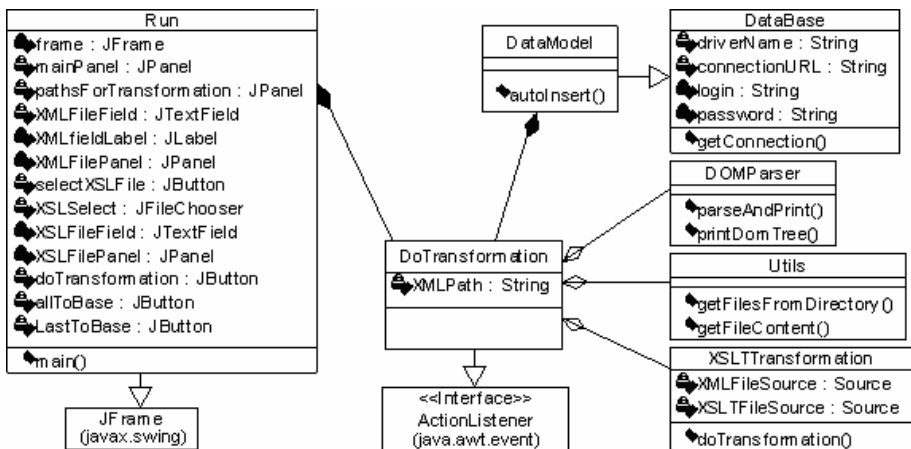 Run
frame : JFrame
mainPanel : JPanel
pathsForTransformation : JPanel
XMLFileField : JTextField
XMLfieldLabel : JLabel
XMLFilePanel : JPanel
selectXSLFile : JButton
XSLSelect : JFileChooser
XSLFileField : JTextField
XSLFilePanel : JPanel
doTransformation : JButton
allToBase : JButton
LastToBase : JButton
main()
JFrame
(javax.swing)
DataModel
autoInsert()
DoTransformation
XMLPath : String
<<Interface>>
ActionListener
(java.awt.event)
DataBase
driverName : String
connectionURL : String
login : String
password : String
getConnection()
DOMParser
parseAndPrint()
printDomTree()
Utils
getFilesFromDirectory()
getFileContent()
XSLTTransformation
XMLFileSource : Source
XSLTFileSource : Source
doTransformation()